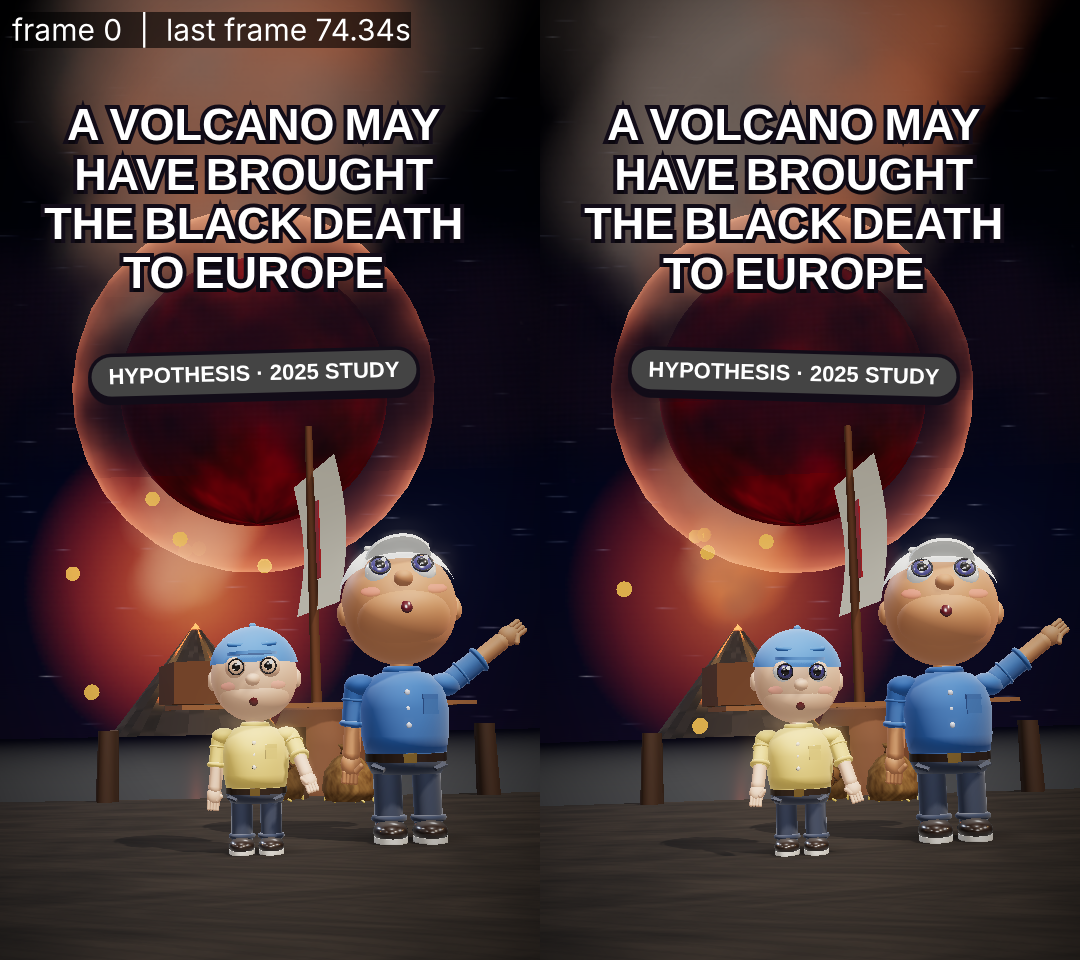 frame 0 | last frame 74.34s
A VOLCANO MAY
HAVE BROUGHT
THE BLACK DEATH
TO EUROPE
HYPOTHESIS · 2025 STUDY
A VOLCANO MAY
HAVE BROUGHT
THE BLACK DEATH
TO EUROPE
HYPOTHESIS · 2025 STUDY